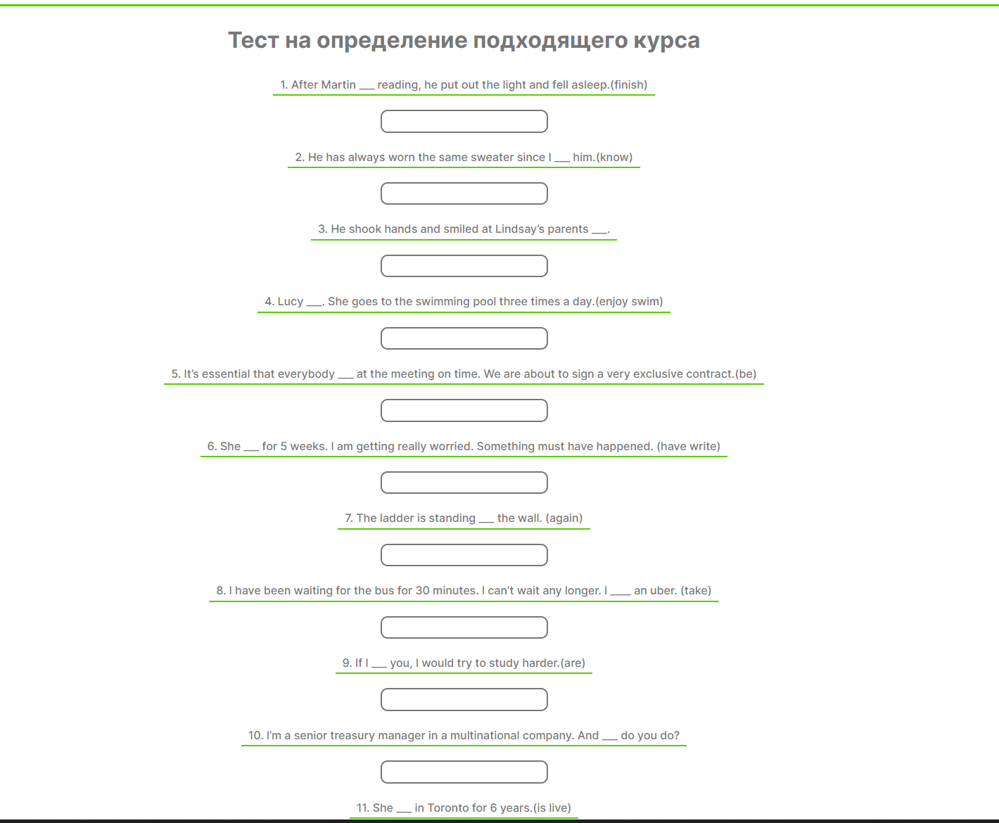 Тест на определение подходящего курса
1. After Martin ___ reading, he put out the light and fell asleep.(finish)
2. He has always worn the same sweater since I ___ him.(know)
3. He shook hands and smiled at Lindsay’s parents ___.
4. Lucy ___. She goes to the swimming pool three times a day.(enjoy swim)
5. It’s essential that everybody ___ at the meeting on time. We are about to sign a very exclusive contract.(be)
6. She ___ for 5 weeks. I am getting really worried. Something must have happened. (have write)
7. The ladder is standing ___ the wall. (again)
8. I have been waiting for the bus for 30 minutes. I can’t wait any longer. I ____ an uber. (take)
9. If I ___ you, I would try to study harder.(are)
10. I’m a senior treasury manager in a multinational company. And ___ do you do?
11. She ___ in Toronto for 6 years.(is live)